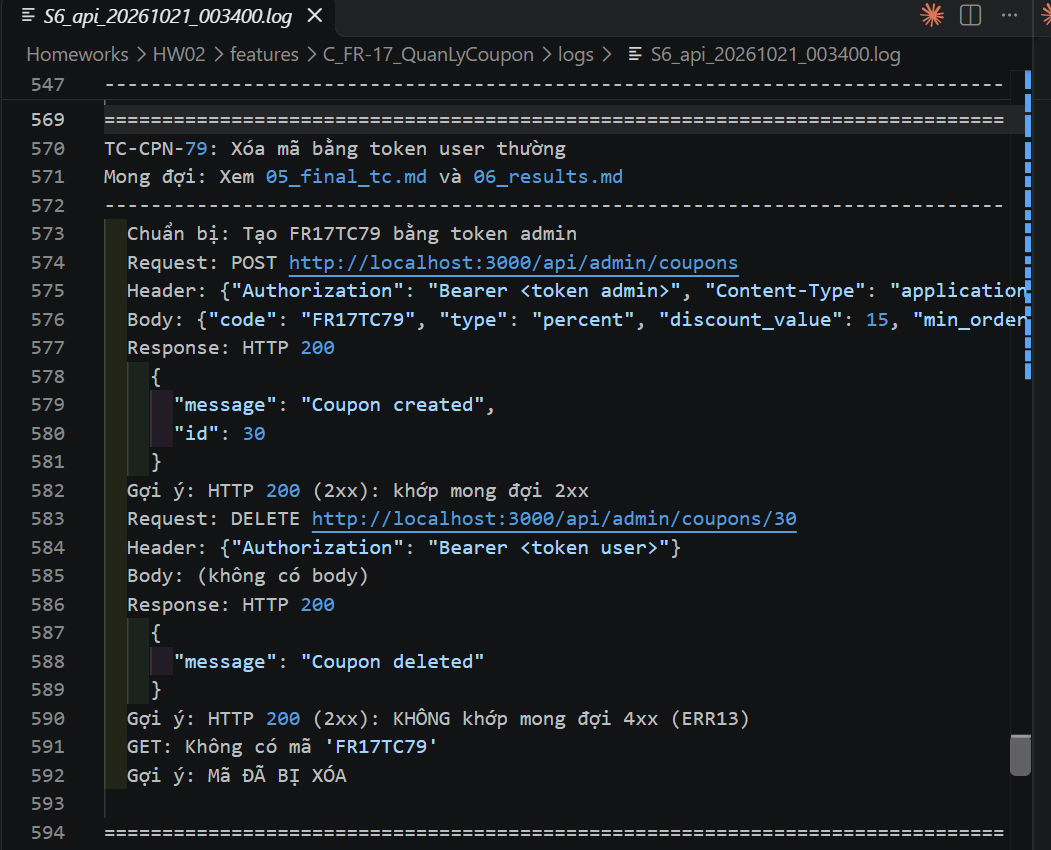 S6_api_20261021_003400.log
Homeworks > HW02 > features > C_FR-17_QuanLyCoupon > logs > S6_api_20261021_003400.log
547 ------------------------------------------------------------------------------
569 ==============================================================================
570 TC-CPN-79: Xóa mã bằng token user thường
571 Mong đợi: Xem 05_final_tc.md và 06_results.md
572 ------------------------------------------------------------------------------
573 Chuẩn bị: Tạo FR17TC79 bằng token admin
574 Request: POST http://localhost:3000/api/admin/coupons
575 Header: {"Authorization": "Bearer <token admin>", "Content-Type": "application
576 Body: {"code": "FR17TC79", "type": "percent", "discount_value": 15, "min_order
577 Response: HTTP 200
578 {
579 "message": "Coupon created",
580 "id": 30
581 }
582 Gợi ý: HTTP 200 (2xx): khớp mong đợi 2xx
583 Request: DELETE http://localhost:3000/api/admin/coupons/30
584 Header: {"Authorization": "Bearer <token user>"}
585 Body: (không có body)
586 Response: HTTP 200
587 {
588 "message": "Coupon deleted"
589 }
590 Gợi ý: HTTP 200 (2xx): KHÔNG khớp mong đợi 4xx (ERR13)
591 GET: Không có mã 'FR17TC79'
592 Gợi ý: Mã ĐÃ BỊ XÓA
593
594 ==============================================================================